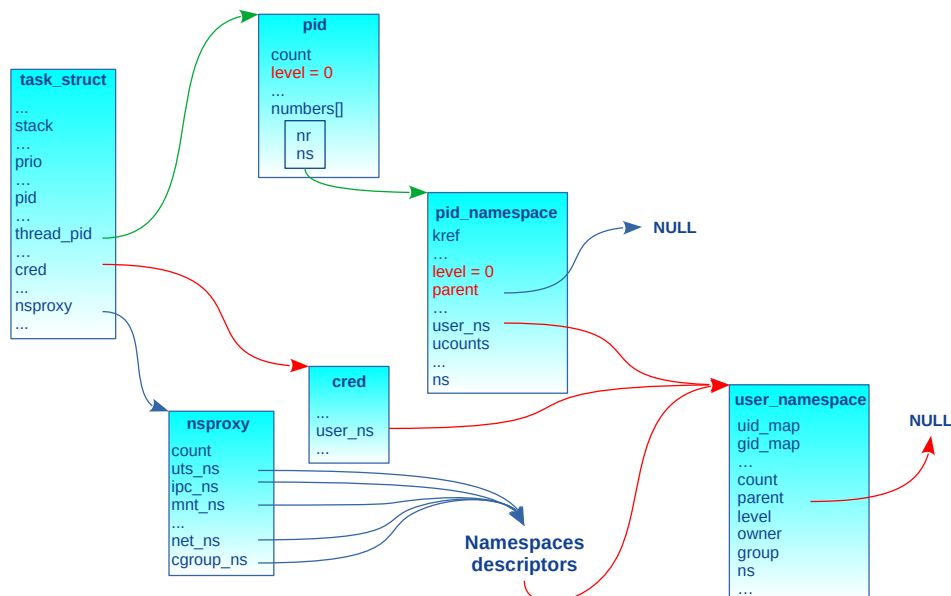 task_struct
...
stack
...
prio
...
pid
...
thread_pid
...
cred
...
nsproxy
...
pid
count
level = 0
...
numbers[]
nr
ns
pid_namespace
kref
...
level = 0
parent
...
user_ns
ucounts
...
ns
NULL
cred
...
user_ns
...
nsproxy
count
uts_ns
ipc_ns
mnt_ns
...
net_ns
cgroup_ns
Namespaces
descriptors
user_namespace
uid_map
gid_map
...
count
parent
level
owner
group
ns
...
NULL